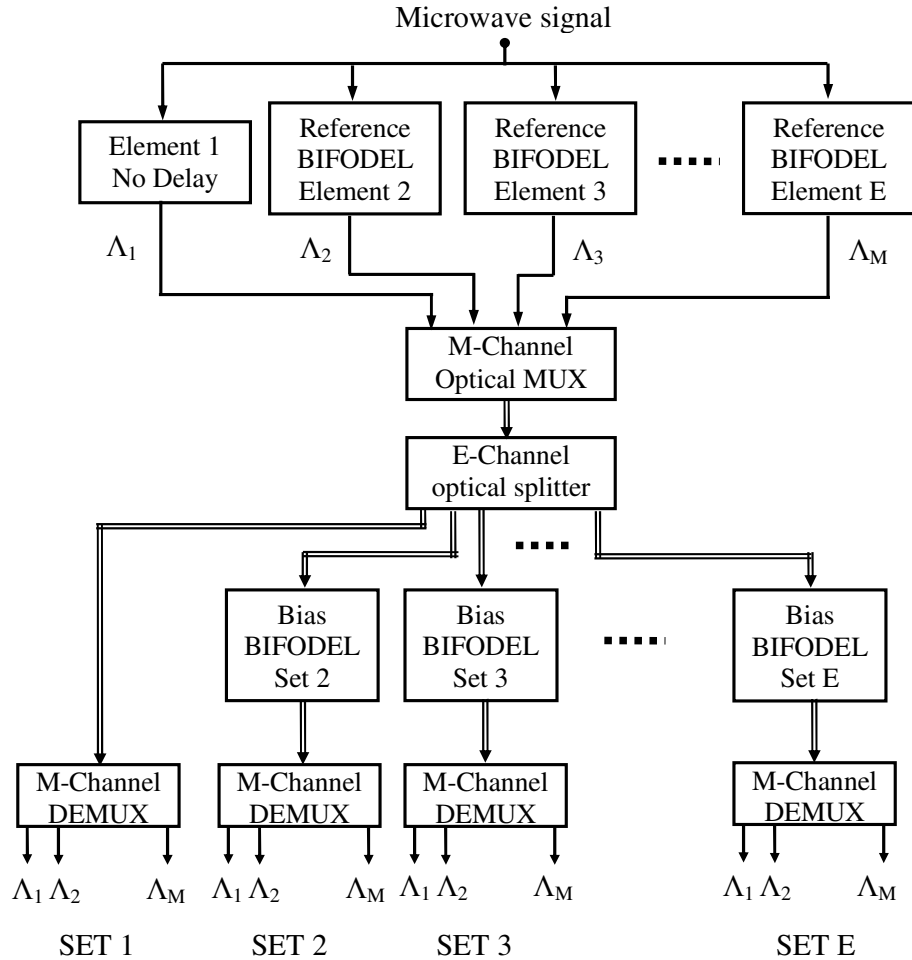 Microwave signal
Element 1
No Delay
Reference
BIFODEL
Element 2
Reference
BIFODEL
Element 3
Reference
BIFODEL
Element E
Λ1
Λ2
Λ3
ΛM
M-Channel
Optical MUX
E-Channel
optical splitter
Bias
BIFODEL
Set 2
Bias
BIFODEL
Set 3
Bias
BIFODEL
Set E
M-Channel
DEMUX
M-Channel
DEMUX
M-Channel
DEMUX
M-Channel
DEMUX
Λ1 Λ2 ΛM
Λ1 Λ2 ΛM
Λ1 Λ2 ΛM
Λ1 Λ2 ΛM
SET 1
SET 2
SET 3
SET E